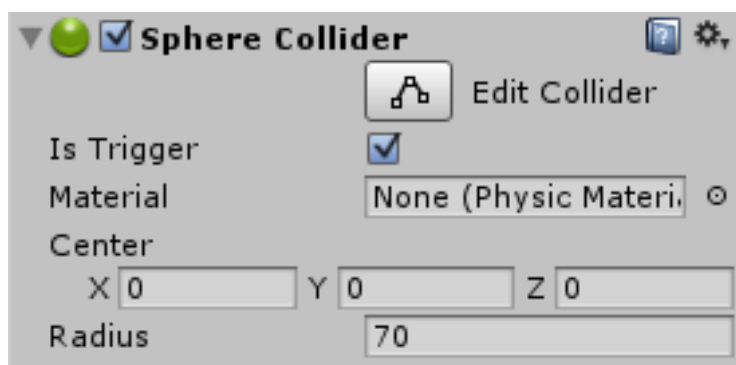 Sphere Collider
Edit Collider
Is Trigger
Material None (Physic Materi
Center
X 0 Y 0 Z 0
Radius 70